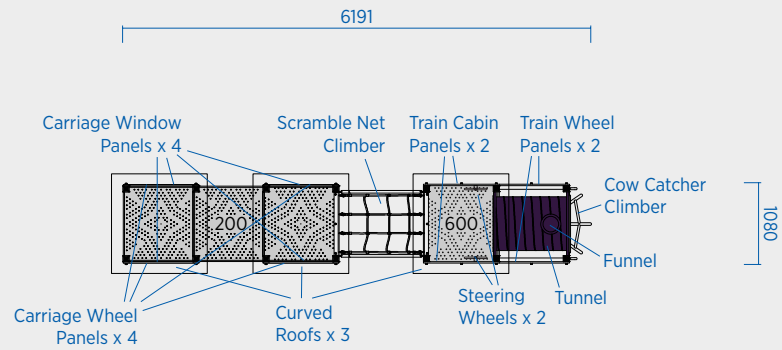 6191
Carriage Window
Panels x 4
Scramble Net
Climber
Train Cabin
Panels x 2
Train Wheel
Panels x 2
Cow Catcher
Climber
1080
200
600
Funnel
Tunnel
Steering
Wheels x 2
Curved
Roofs x 3
Carriage Wheel
Panels x 4